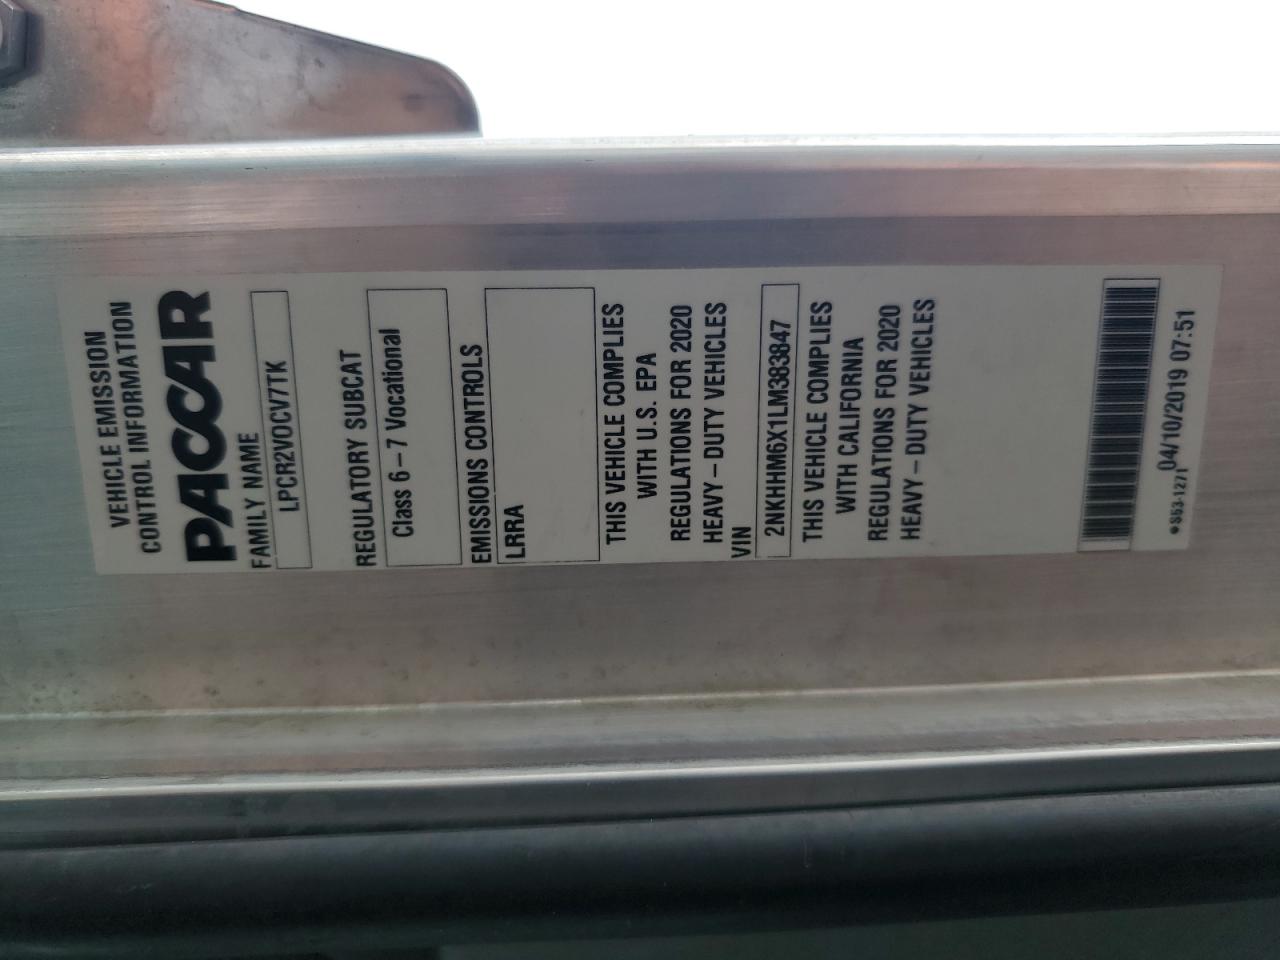 VEHICLE EMISSION
CONTROL INFORMATION
PACCAR
FAMILY NAME
LPCR2VOCV7TK
REGULATORY SUBCAT
Class 6 – 7 Vocational
EMISSIONS CONTROLS
LRRA
THIS VEHICLE COMPLIES
WITH U.S. EPA
REGULATIONS FOR 2020
HEAVY – DUTY VEHICLES
VIN
2NKHHM6X1LM383847
THIS VEHICLE COMPLIES
WITH CALIFORNIA
REGULATIONS FOR 2020
HEAVY – DUTY VEHICLES
04/10/2019 07:51
•S53-1271